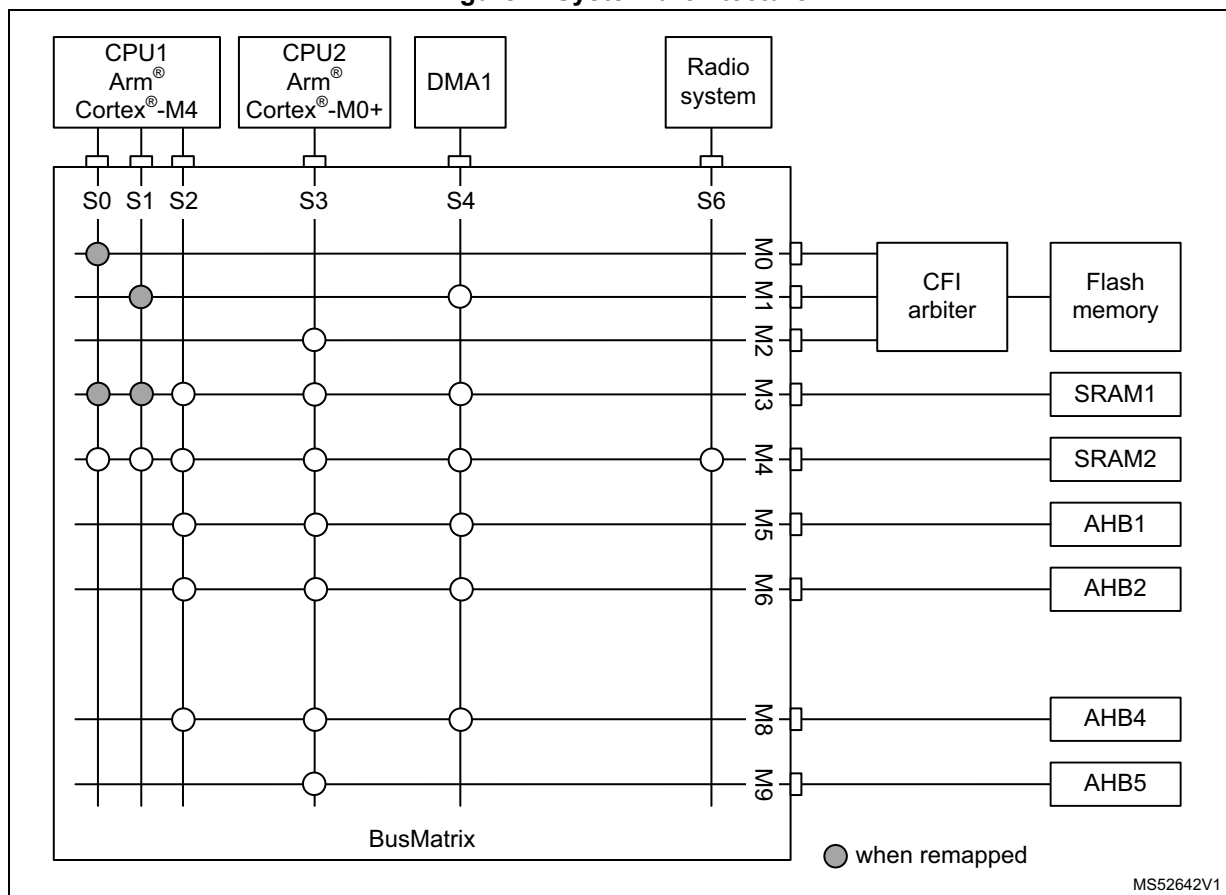 CPU1
Arm®
Cortex®-M4
CPU2
Arm®
Cortex®-M0+
DMA1
Radio
system
S0 S1 S2 S3 S4 S6
M0
M1
M2
M3
M4
M5
M6
M8
M9
CFI
arbiter
Flash
memory
SRAM1
SRAM2
AHB1
AHB2
AHB4
AHB5
BusMatrix
when remapped
MS52642V1